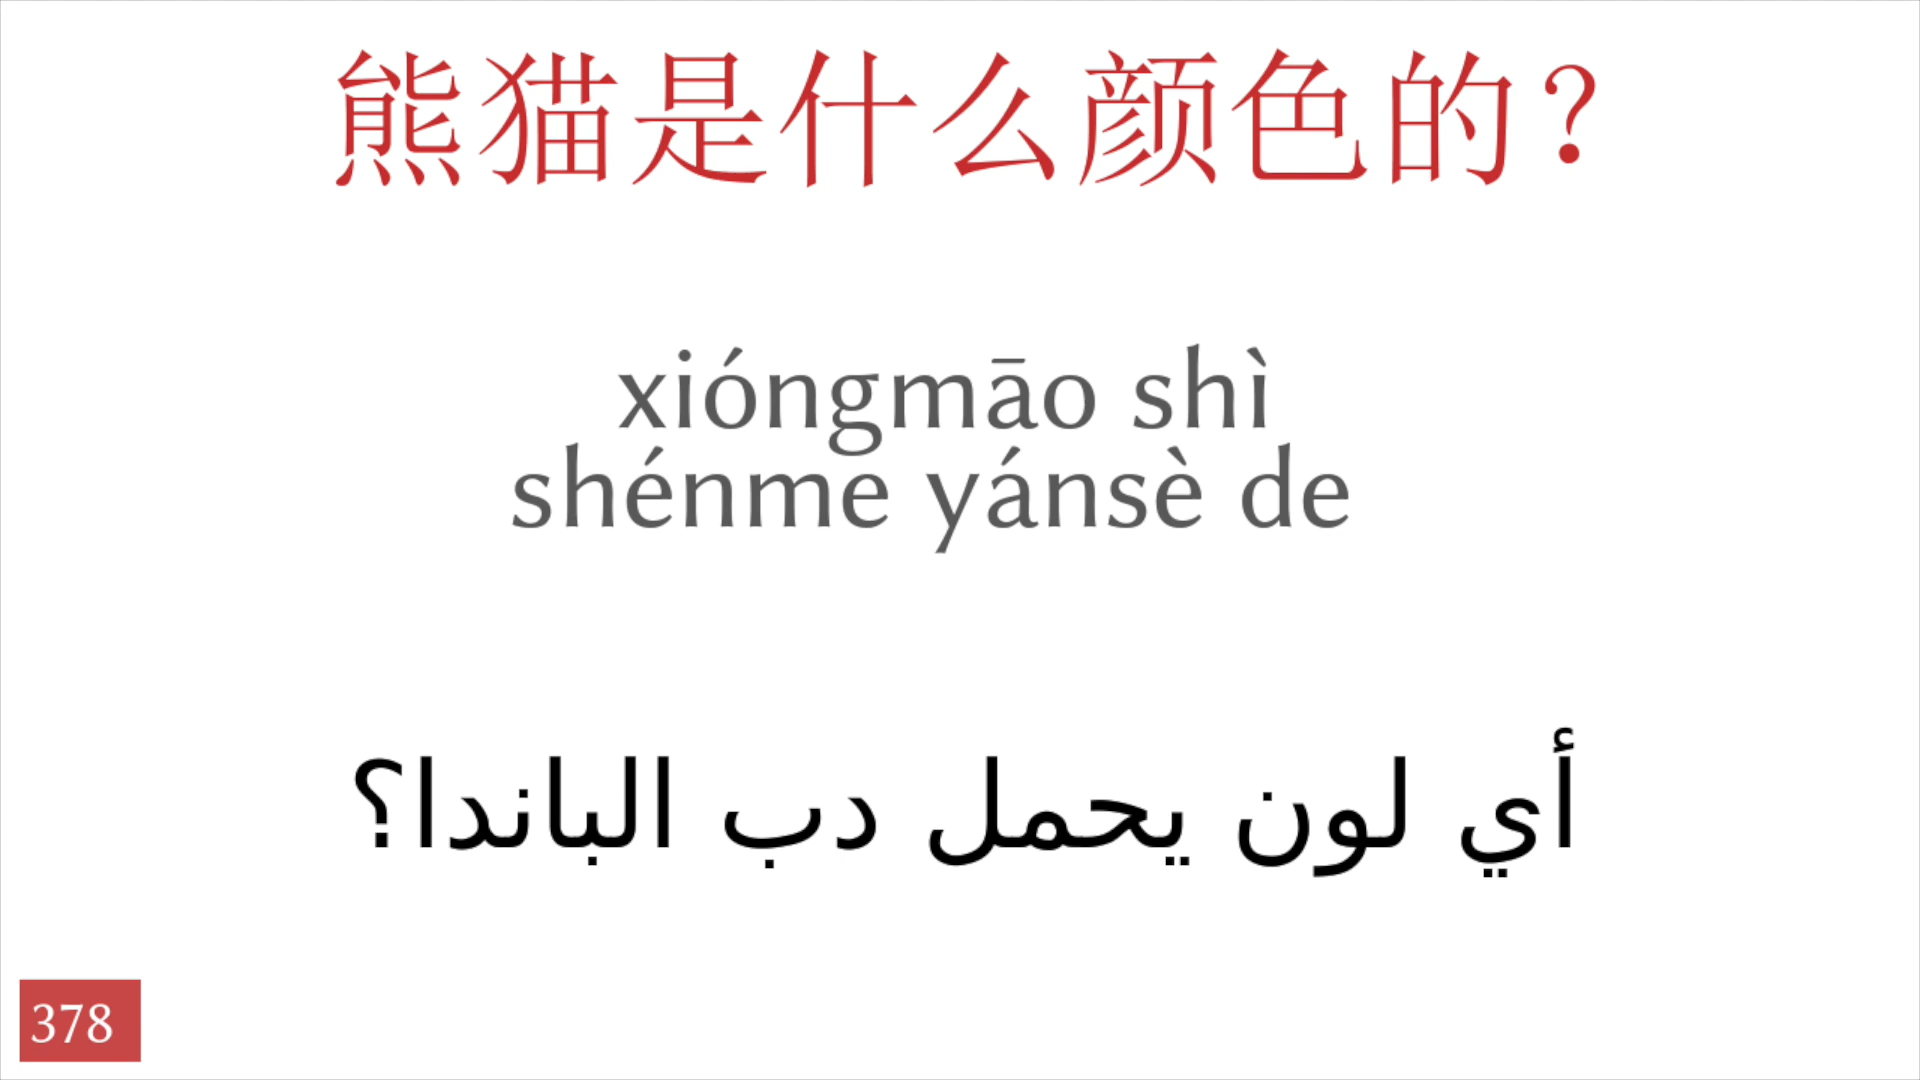 熊猫是什么颜色的？
xióngmāo shì
shénme yánsè de
أي لون يحمل دب الباندا؟
378